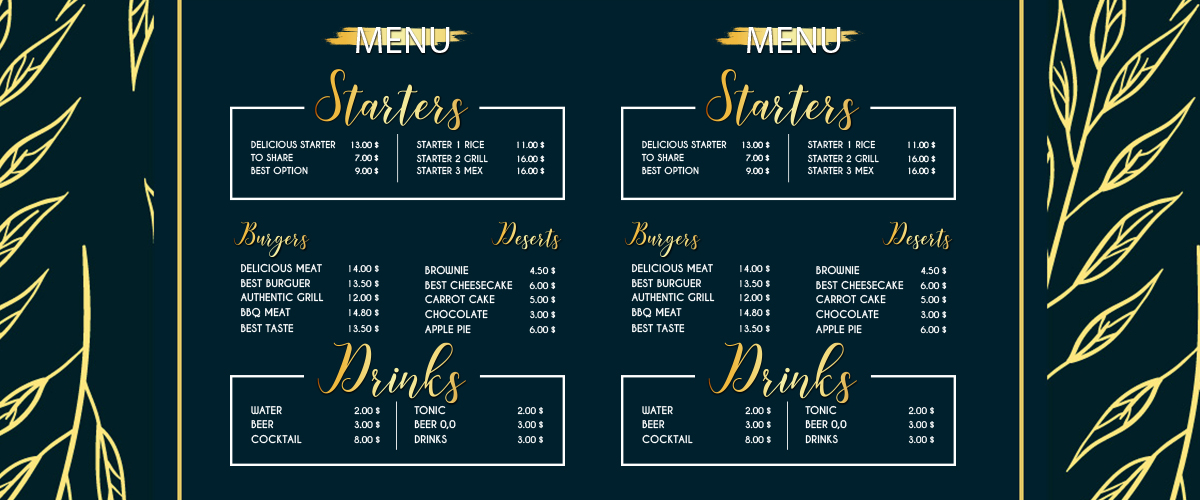 MENU
Starters
DELICIOUS STARTER 13.00 $
TO SHARE 7.00 $
BEST OPTION 9.00 $
STARTER 1 RICE 11.00 $
STARTER 2 GRILL 16.00 $
STARTER 3 MEX 16.00 $
Burgers
DELICIOUS MEAT 14.00 $
BEST BURGUER 13.50 $
AUTHENTIC GRILL 12.00 $
BBQ MEAT 14.80 $
BEST TASTE 13.50 $
Deserts
BROWNIE 4.50 $
BEST CHEESECAKE 6.00 $
CARROT CAKE 5.00 $
CHOCOLATE 3.00 $
APPLE PIE 6.00 $
Drinks
WATER 2.00 $
BEER 3.00 $
COCKTAIL 8.00 $
TONIC 2.00 $
BEER 0,0 3.00 $
DRINKS 3.00 $
MENU
Starters
DELICIOUS STARTER 13.00 $
TO SHARE 7.00 $
BEST OPTION 9.00 $
STARTER 1 RICE 11.00 $
STARTER 2 GRILL 16.00 $
STARTER 3 MEX 16.00 $
Burgers
DELICIOUS MEAT 14.00 $
BEST BURGUER 13.50 $
AUTHENTIC GRILL 12.00 $
BBQ MEAT 14.80 $
BEST TASTE 13.50 $
Deserts
BROWNIE 4.50 $
BEST CHEESECAKE 6.00 $
CARROT CAKE 5.00 $
CHOCOLATE 3.00 $
APPLE PIE 6.00 $
Drinks
WATER 2.00 $
BEER 3.00 $
COCKTAIL 8.00 $
TONIC 2.00 $
BEER 0,0 3.00 $
DRINKS 3.00 $